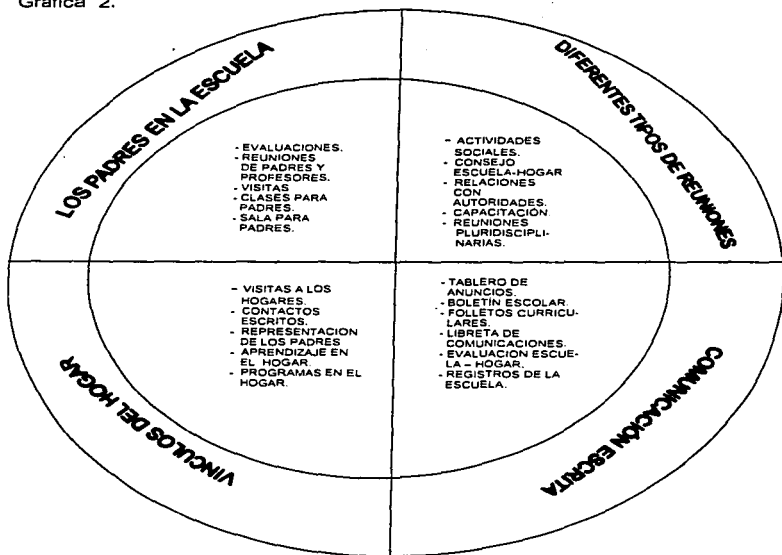 Gráfica 2.
LOS PADRES EN LA ESCUELA
- EVALUACIONES.
- REUNIONES
DE PADRES Y
PROFESORES.
- VISITAS
- CLASES PARA
PADRES.
- SALA PARA
PADRES.
DIFERENTES TIPOS DE REUNIONES
- ACTIVIDADES
SOCIALES.
- CONSEJO
ESCUELA-HOGAR
- RELACIONES
CON
AUTORIDADES.
- CAPACITACIÓN.
- REUNIONES
PLURIDISCIPLI-
NARIAS.
VINCULOS DEL HOGAR
- VISITAS A LOS
HOGARES.
- CONTACTOS
ESCRITOS.
- REPRESENTACION
DE LOS PADRES
- APRENDIZAJE EN
EL HOGAR.
- PROGRAMAS EN EL
HOGAR.
COMUNICACIÓN ESCRITA
- TABLERO DE
ANUNCIOS.
- BOLETÍN ESCOLAR.
- FOLLETOS CURRICU-
LARES.
- LIBRETA DE
COMUNICACIONES.
- EVALUACION ESCUE-
LA – HOGAR.
- REGISTROS DE LA
ESCUELA.